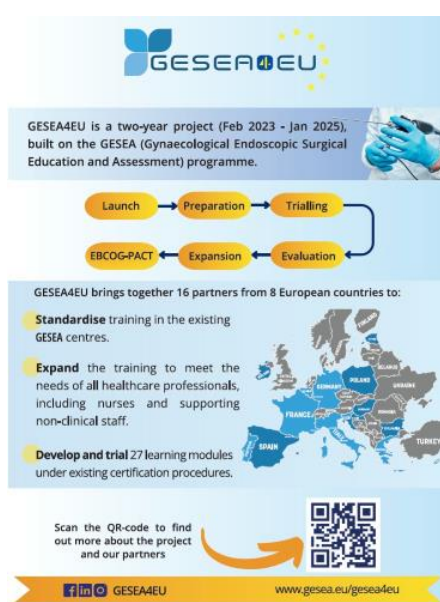 GESEA4EU
GESEA4EU is a two-year project (Feb 2023 - Jan 2025),
built on the GESEA (Gynaecological Endoscopic Surgical
Education and Assessment) programme.
Launch
Preparation
Trialling
EBCOG-PACT
Expansion
Evaluation
GESEA4EU brings together 16 partners from 8 European countries to:
Standardise training in the existing
GESEA centres.
Expand the training to meet the
needs of all healthcare professionals,
including nurses and supporting
non-clinical staff.
Develop and trial 27 learning modules
under existing certification procedures.
FINLAND
BELARUS
POLAND
GERMANY
UKRAINE
FRANCE
SPAIN
TURKEY
Scan the QR-code to find
out more about the project
and our partners
GESEA4EU
www.gesea.eu/gesea4eu